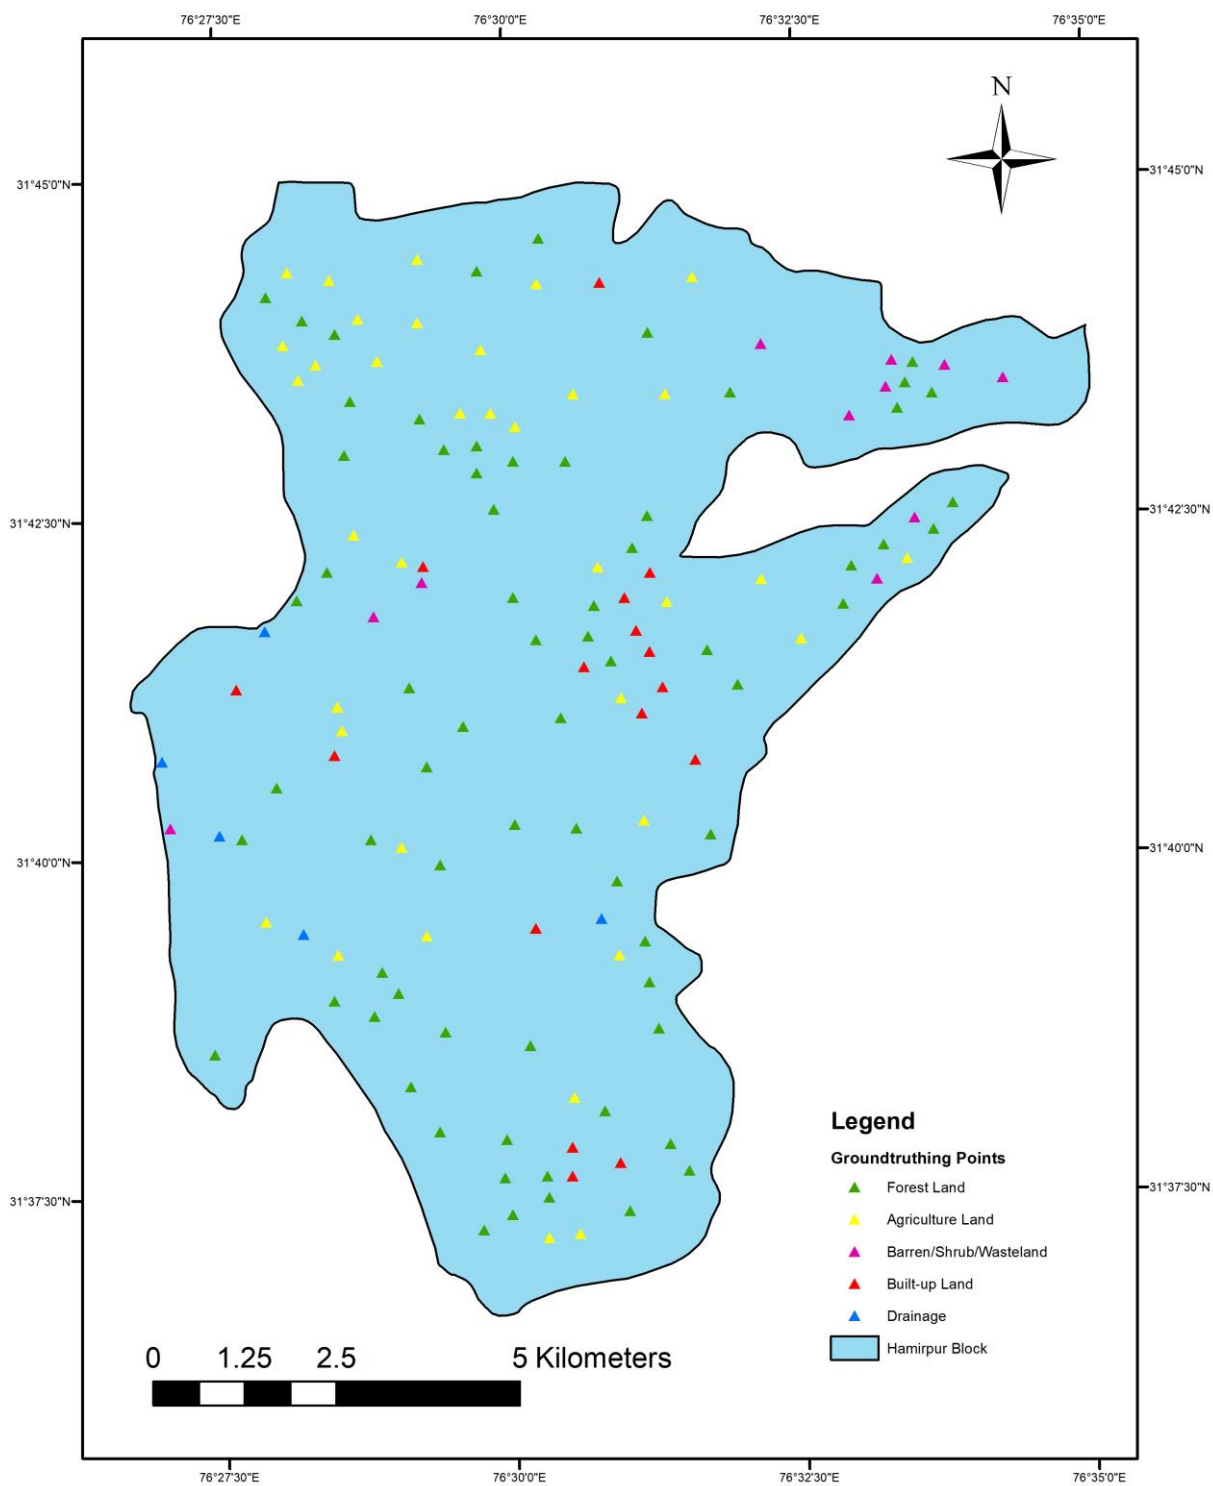 76°27'30"E 76°30'0"E 76°32'30"E 76°35'0"E
N
31°45'0"N 31°45'0"N
31°42'30"N 31°42'30"N
31°40'0"N 31°40'0"N
31°37'30"N 31°37'30"N
Legend
Groundtruthing Points
Forest Land
Agriculture Land
Barren/Shrub/Wasteland
Built-up Land
Drainage
Hamirpur Block
0 1.25 2.5 5 Kilometers
76°27'30"E 76°30'0"E 76°32'30"E 76°35'0"E